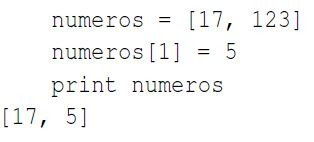 numeros = [17, 123]
numeros[1] = 5
print numeros
[17, 5]